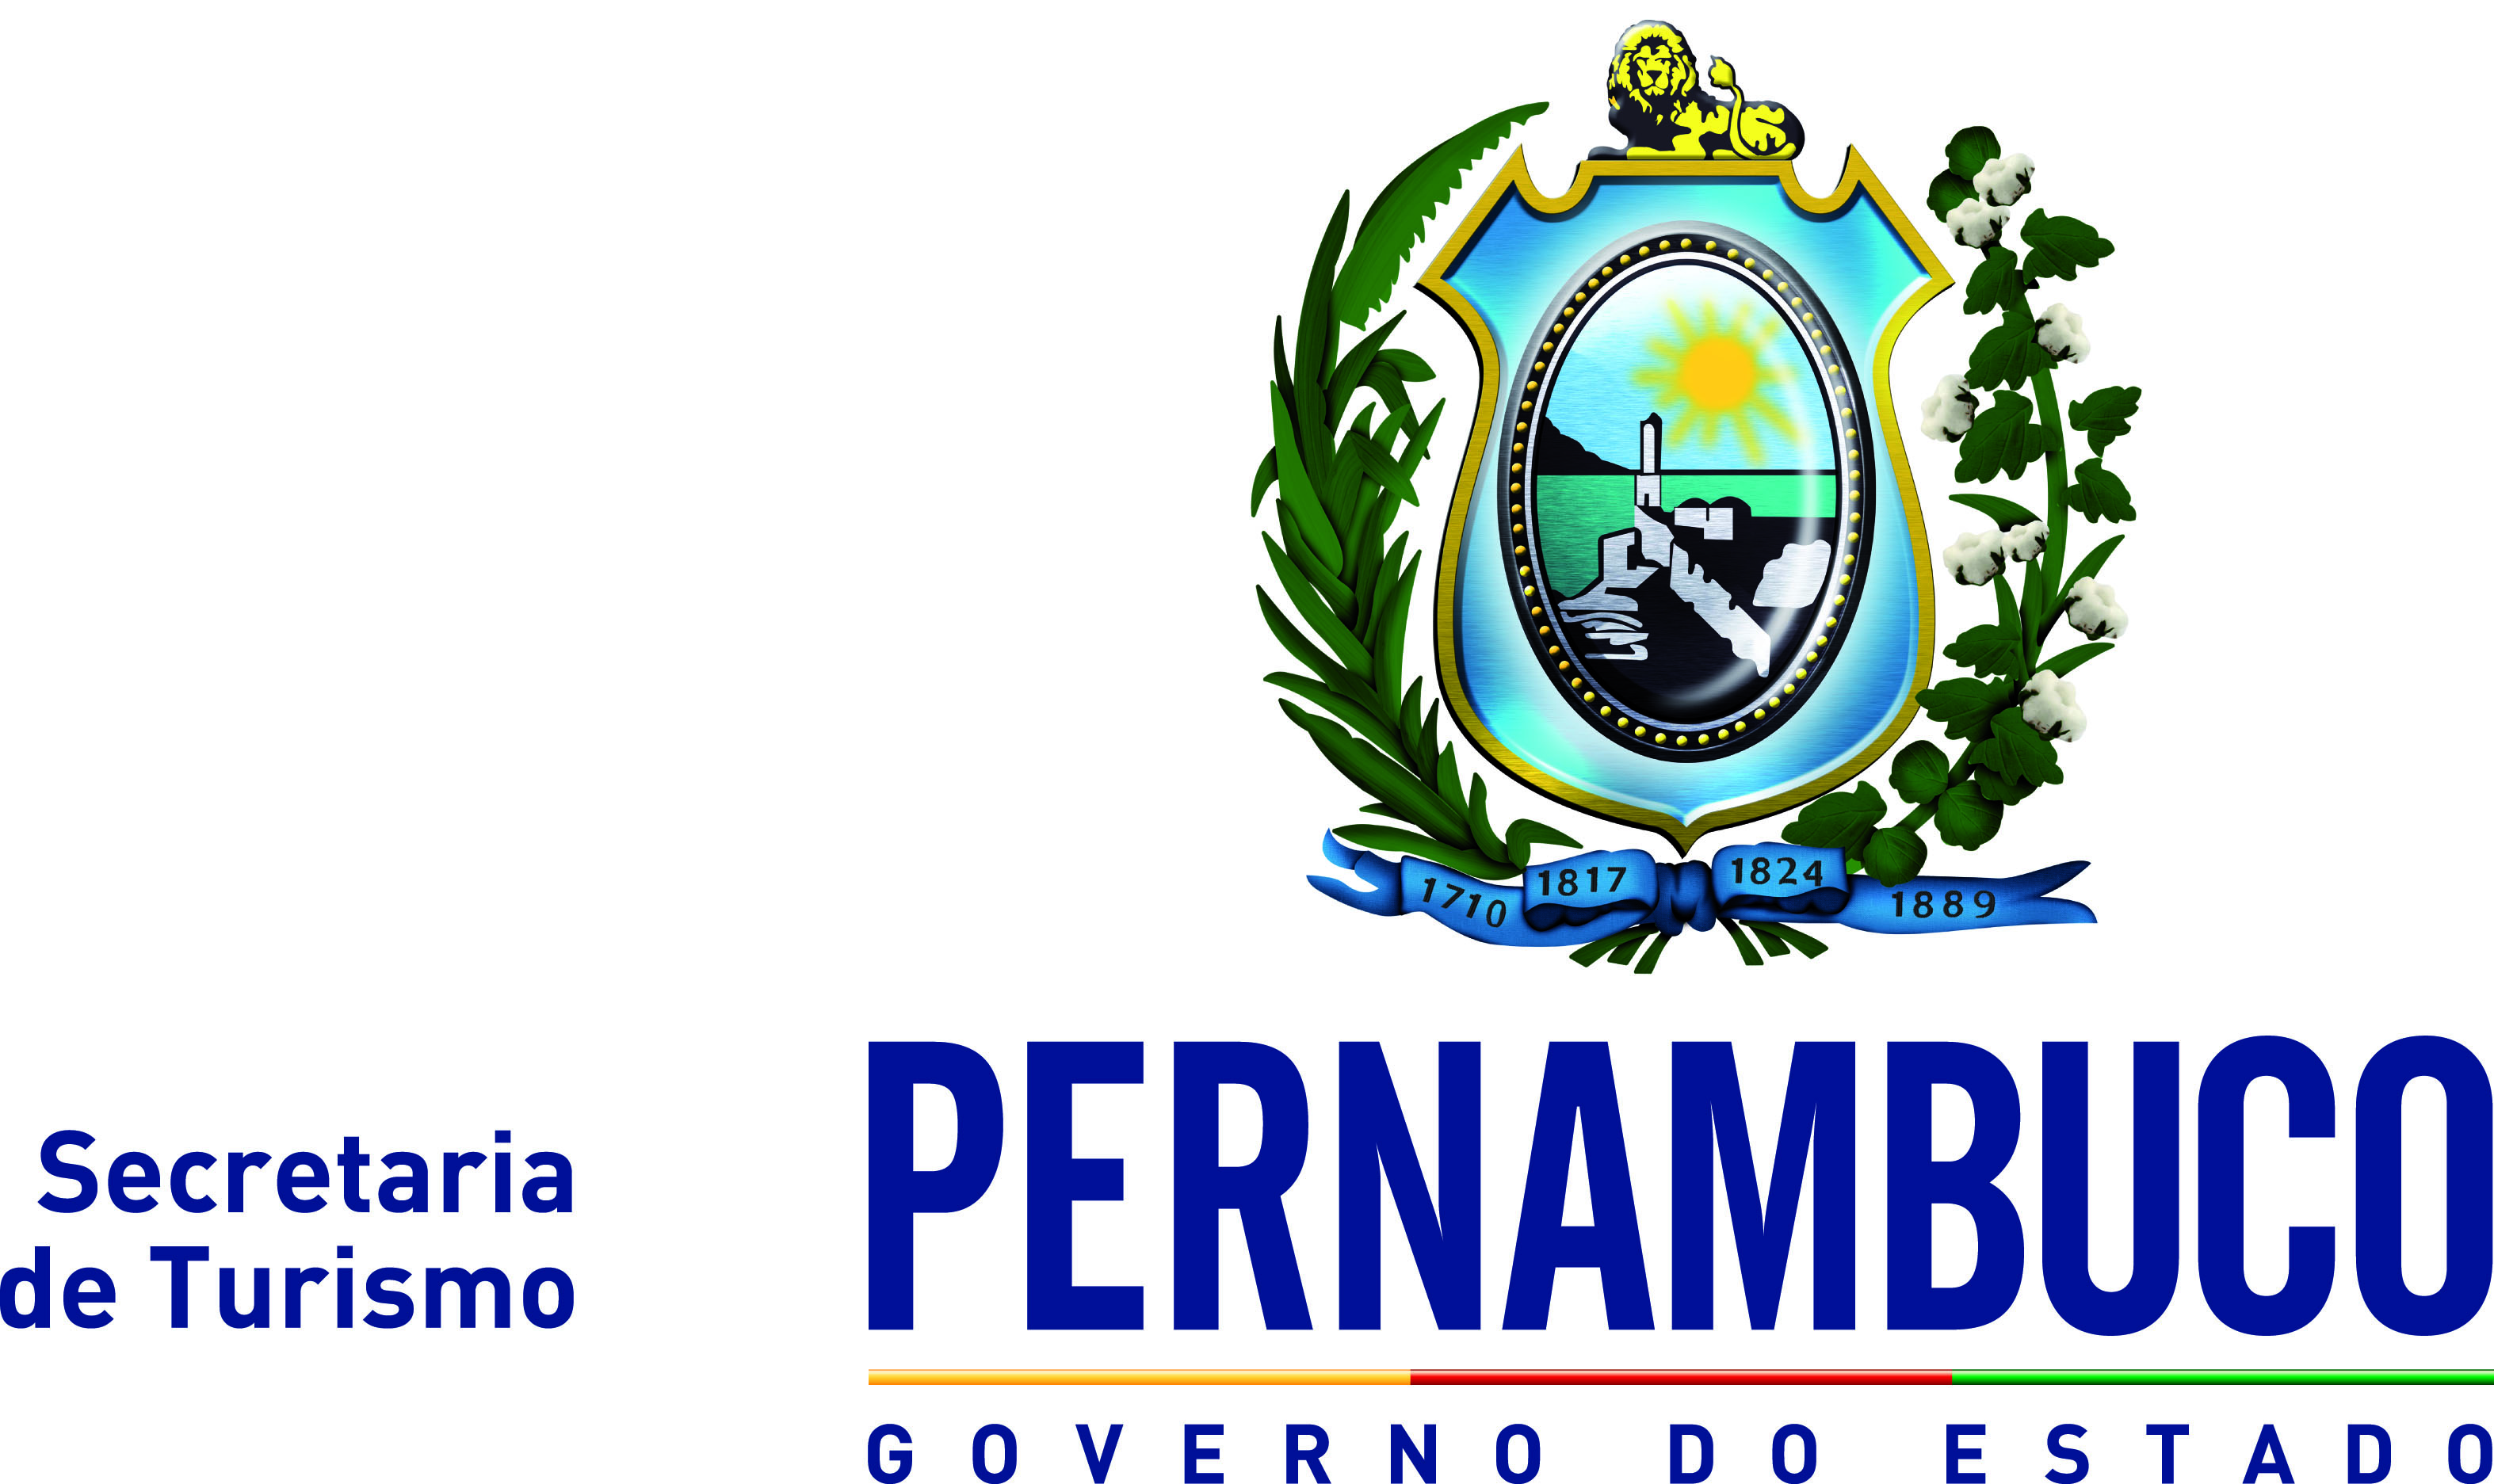 1710 1817 1824 1889
Secretaria
de Turismo
PERNAMBUCO
GOVERNO DO ESTADO